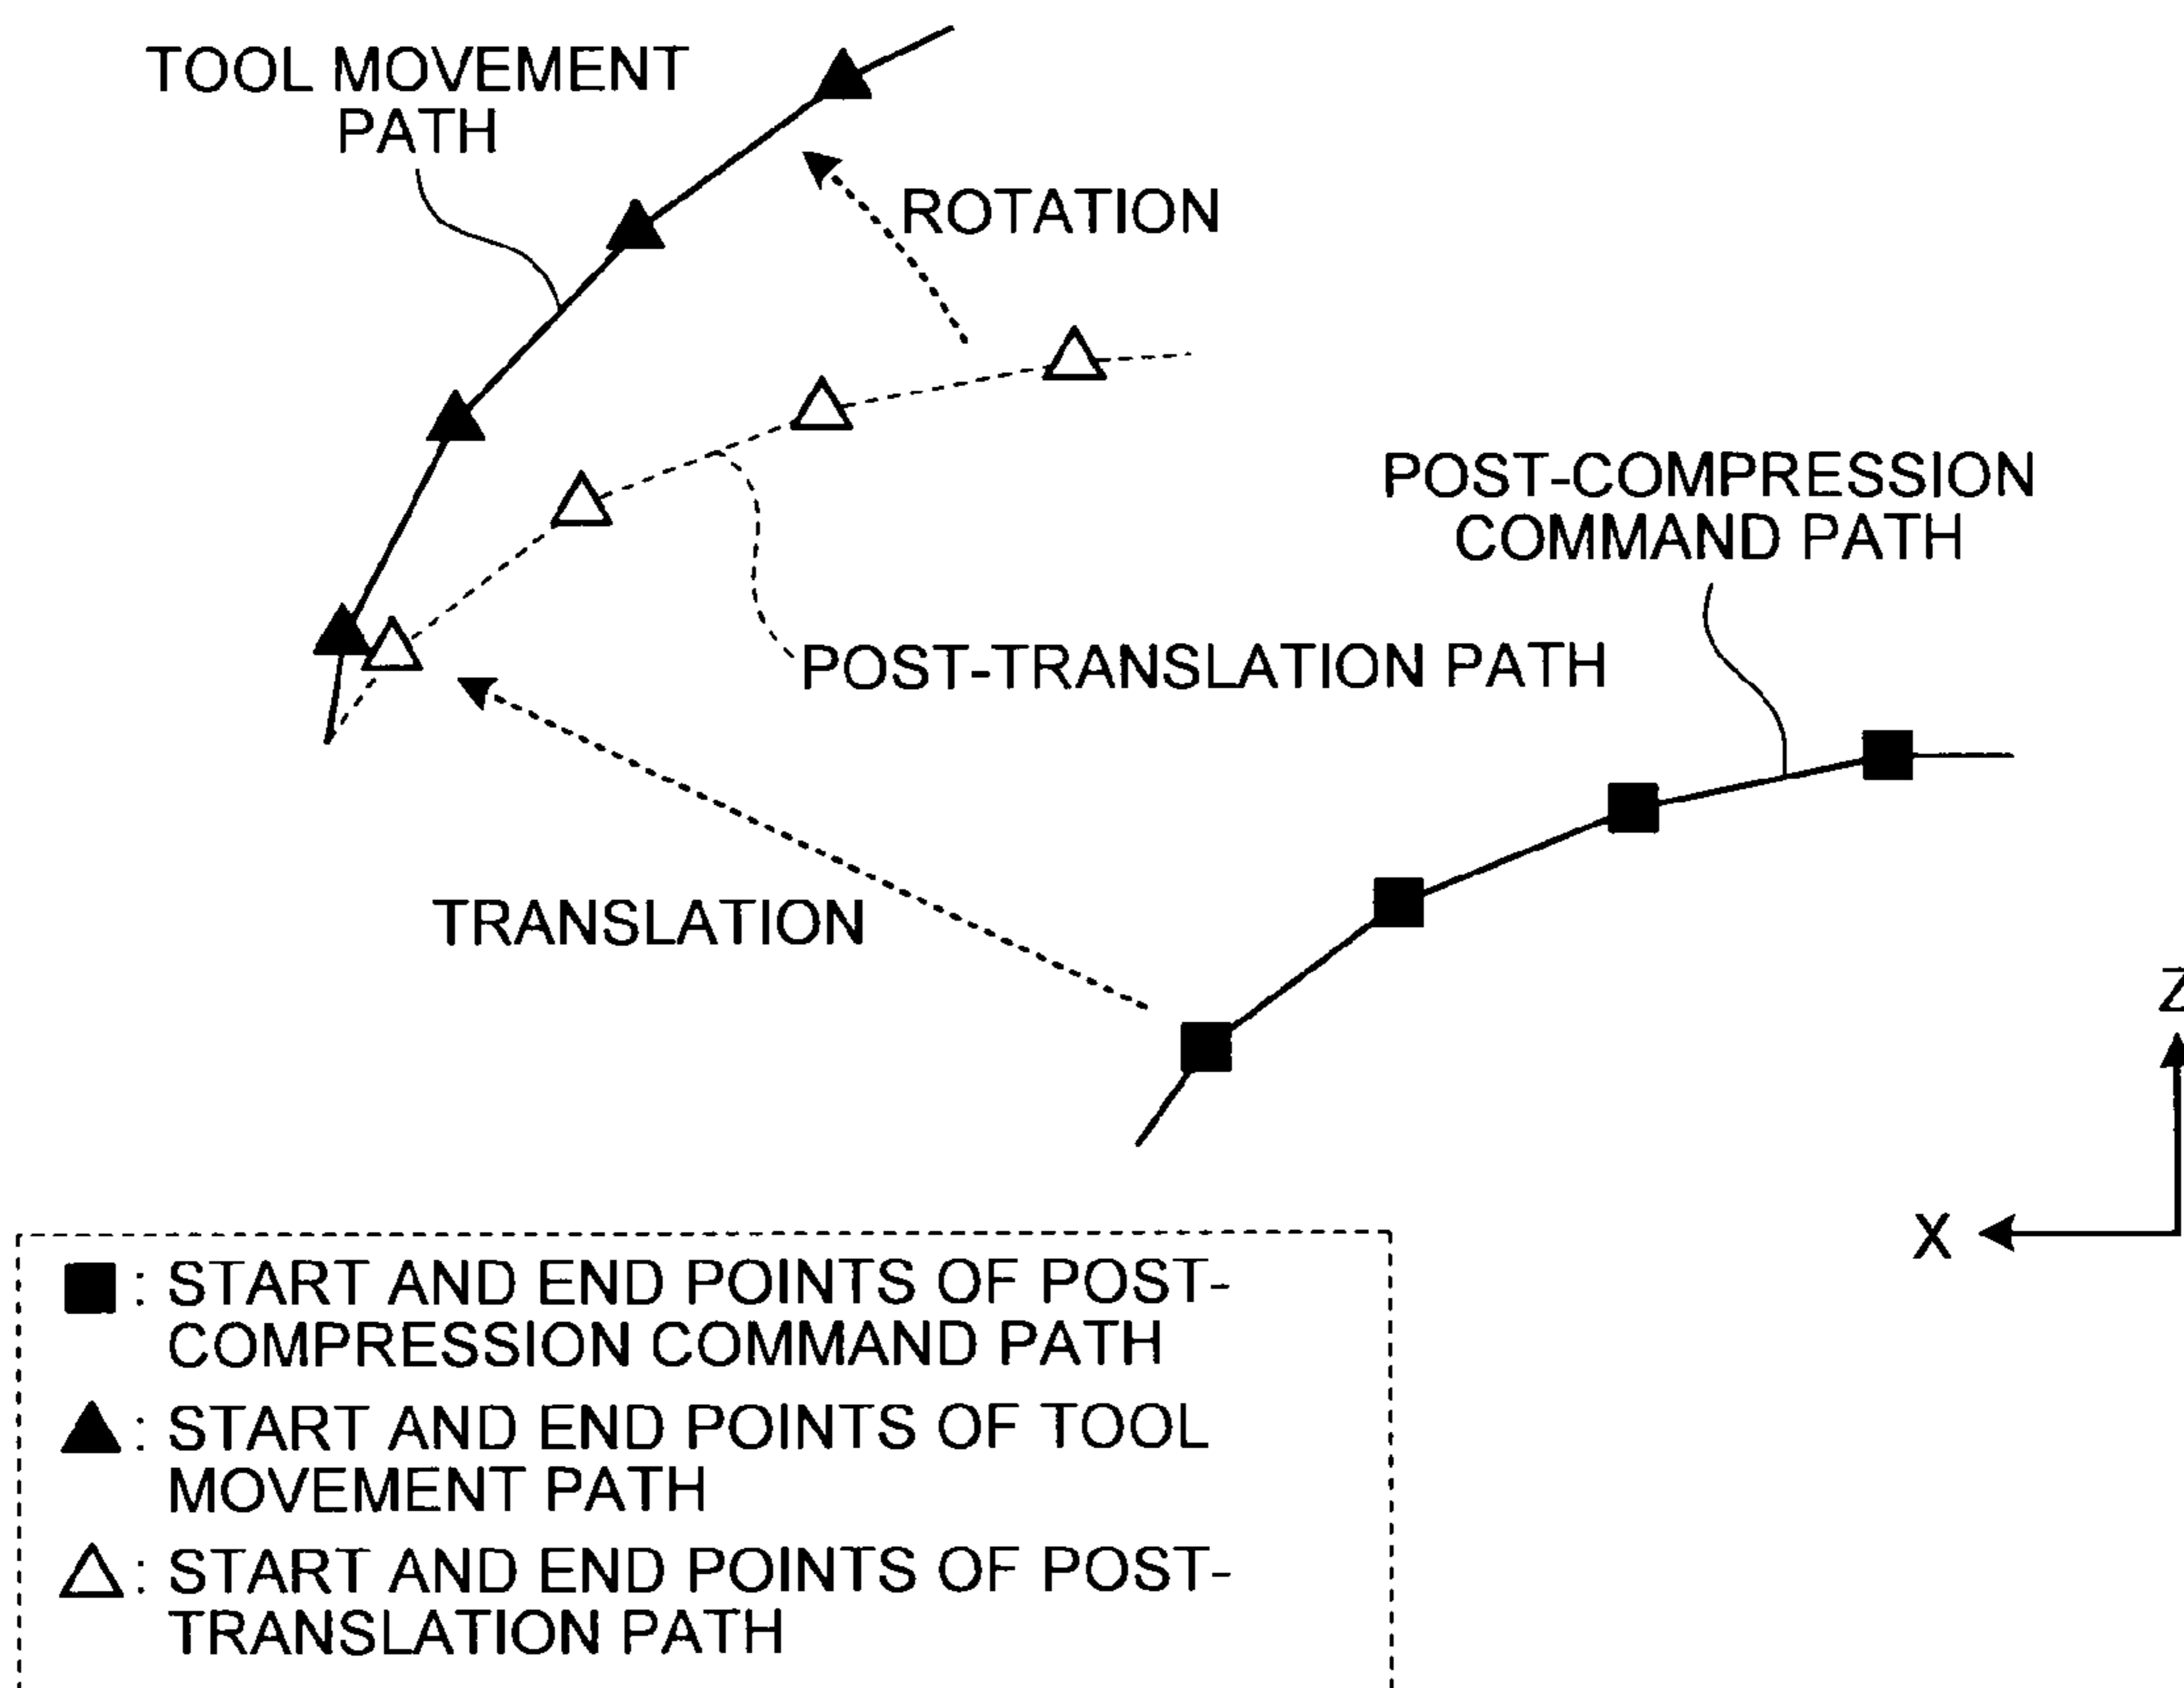 TOOL MOVEMENT
PATH
ROTATION
POST-COMPRESSION
COMMAND PATH
POST-TRANSLATION PATH
TRANSLATION
Z
X
■: START AND END POINTS OF POST-
COMPRESSION COMMAND PATH
▲: START AND END POINTS OF TOOL
MOVEMENT PATH
△: START AND END POINTS OF POST-
TRANSLATION PATH